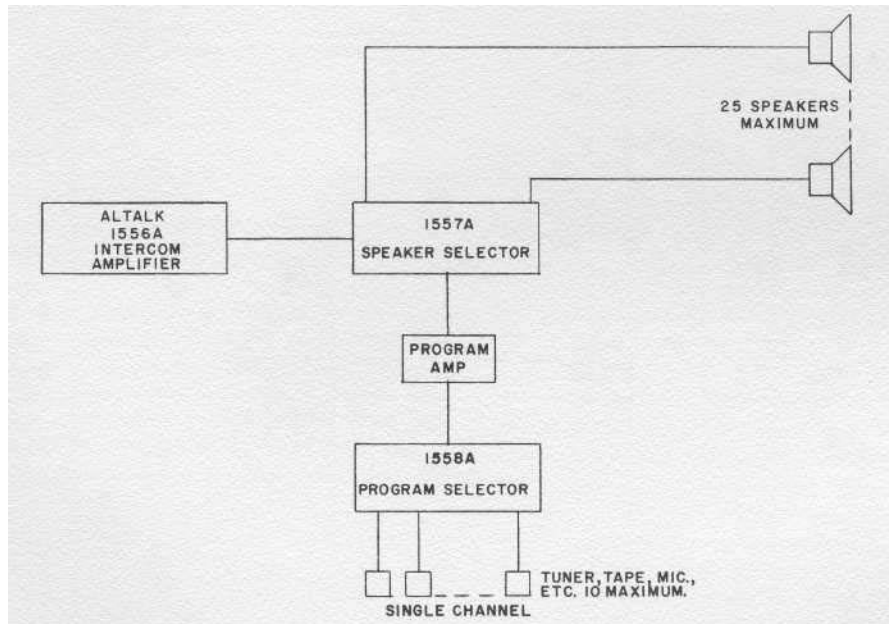 25 SPEAKERS
MAXIMUM
ALTALK
1556A
INTERCOM
AMPLIFIER
1557A
SPEAKER SELECTOR
PROGRAM
AMP
1558A
PROGRAM SELECTOR
TUNER, TAPE, MIC.,
ETC. 10 MAXIMUM.
SINGLE CHANNEL